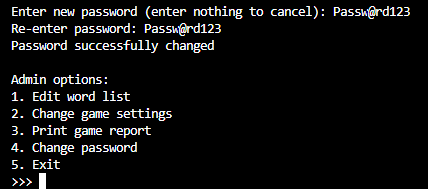 Enter new password (enter nothing to cancel): Passw@rd123
Re-enter password: Passw@rd123
Password successfully changed
Admin options:
1. Edit word list
2. Change game settings
3. Print game report
4. Change password
5. Exit
>>>